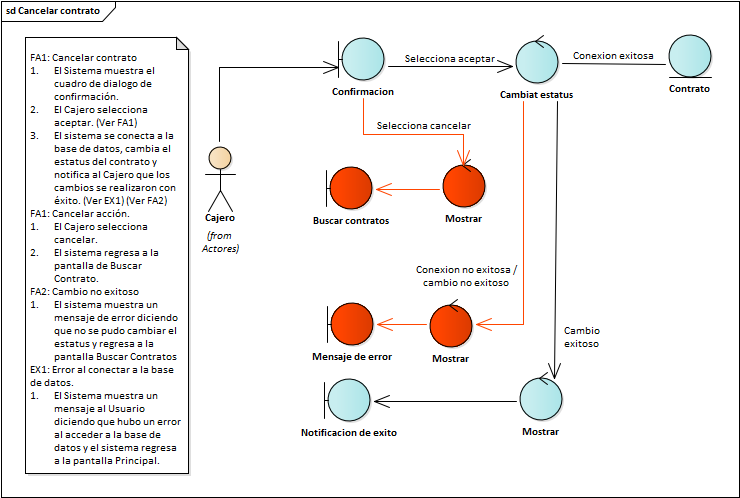 sd Cancelar contrato
FA1: Cancelar contrato
1. El Sistema muestra el
cuadro de dialogo de
confirmación.
2. El Cajero selecciona
aceptar. (Ver FA1)
3. El sistema se conecta a la
base de datos, cambia el
estatus del contrato y
notifica al Cajero que los
cambios se realizaron con
éxito. (Ver EX1) (Ver FA2)
FA1: Cancelar acción.
1. El Cajero selecciona
cancelar.
2. El sistema regresa a la
pantalla de Buscar
Contrato.
FA2: Cambio no exitoso
1. El Sistema muestra un
mensaje de error diciendo
que no se pudo cambiar el
estatus y regresa a la
pantalla Buscar Contratos
EX1: Error al conectar a la base
de datos.
1. El Sistema muestra un
mensaje al Usuario
diciendo que hubo un error
al acceder a la base de
datos y el sistema regresa
a la pantalla Principal.
Cajero
(from
Actores)
Confirmacion
Selecciona aceptar
Cambiat estatus
Conexion exitosa
Contrato
Selecciona cancelar
Buscar contratos
Mostrar
Conexion no exitosa /
cambio no exitoso
Mensaje de error
Mostrar
Cambio
exitoso
Notificacion de exito
Mostrar